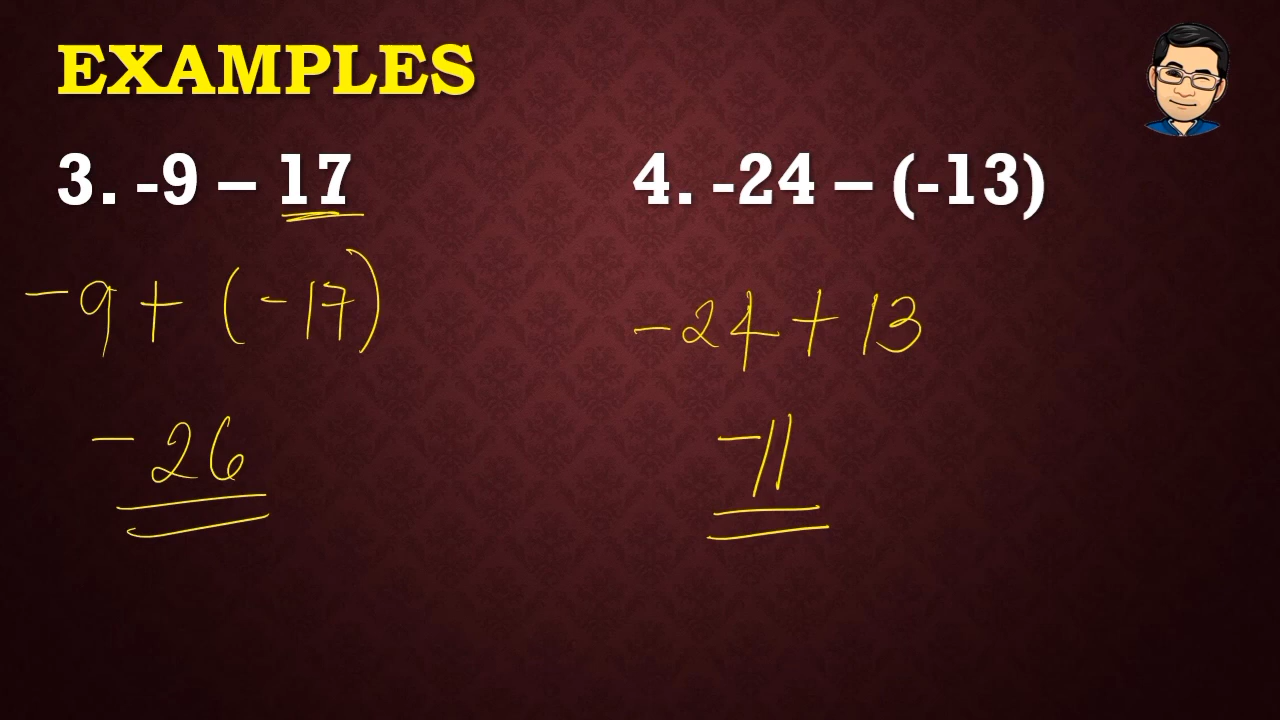 EXAMPLES
3. -9 – 17
-9 + (-17)
-26
4. -24 – (-13)
-24 + 13
-11